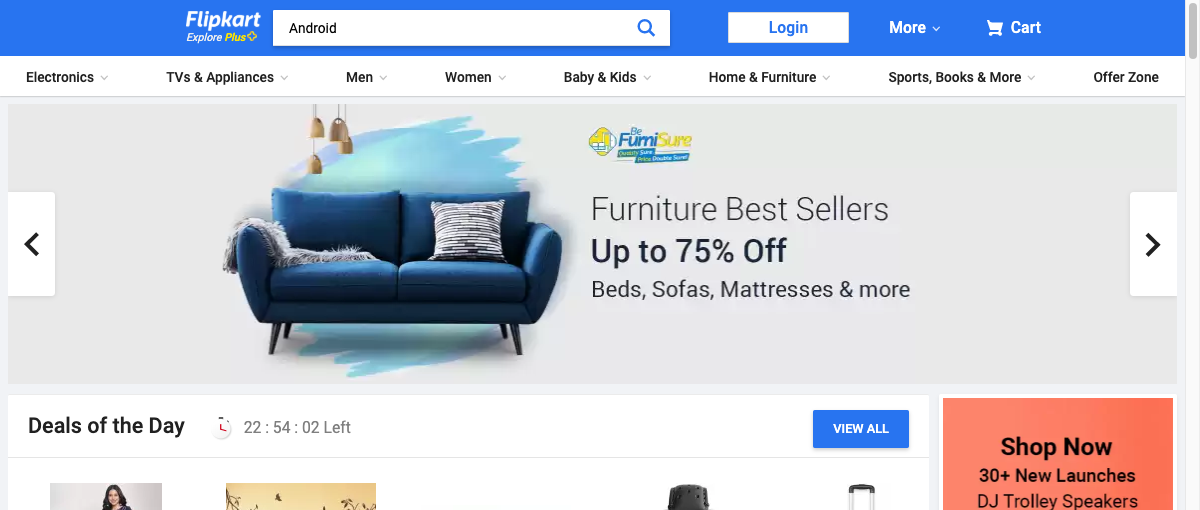 Flipkart
Explore Plus
Android
Login
More
Cart
Electronics
TVs & Appliances
Men
Women
Baby & Kids
Home & Furniture
Sports, Books & More
Offer Zone
Be
FurniSure
Durability Sure
Price Double Sure!
Furniture Best Sellers
Up to 75% Off
Beds, Sofas, Mattresses & more
Deals of the Day
22 : 54 : 02 Left
VIEW ALL
Shop Now
30+ New Launches
DJ Trolley Speakers